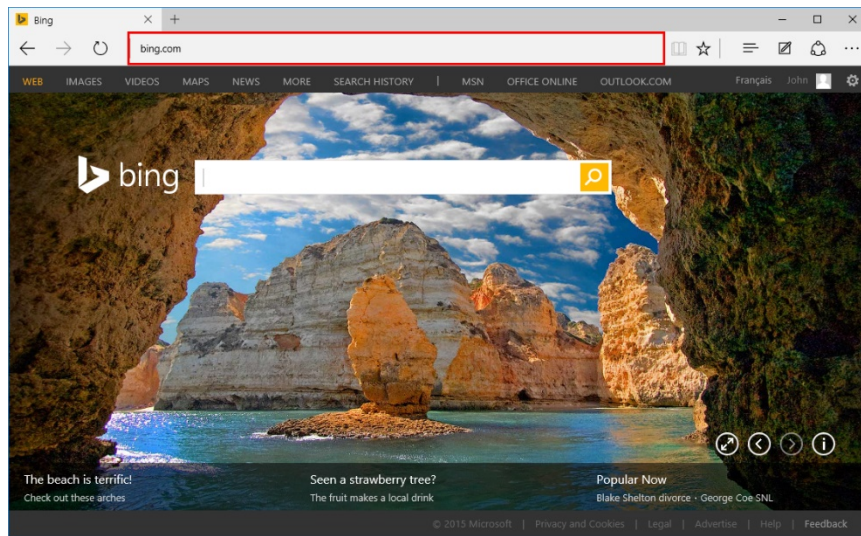 Bing
bing.com
WEB IMAGES VIDEOS MAPS NEWS MORE SEARCH HISTORY | MSN OFFICE ONLINE OUTLOOK.COM Français John
bing
The beach is terrific! Seen a strawberry tree? Popular Now
Check out these arches The fruit makes a local drink Blake Shelton divorce · George Coe SNL
© 2015 Microsoft | Privacy and Cookies | Legal | Advertise | Help | Feedback